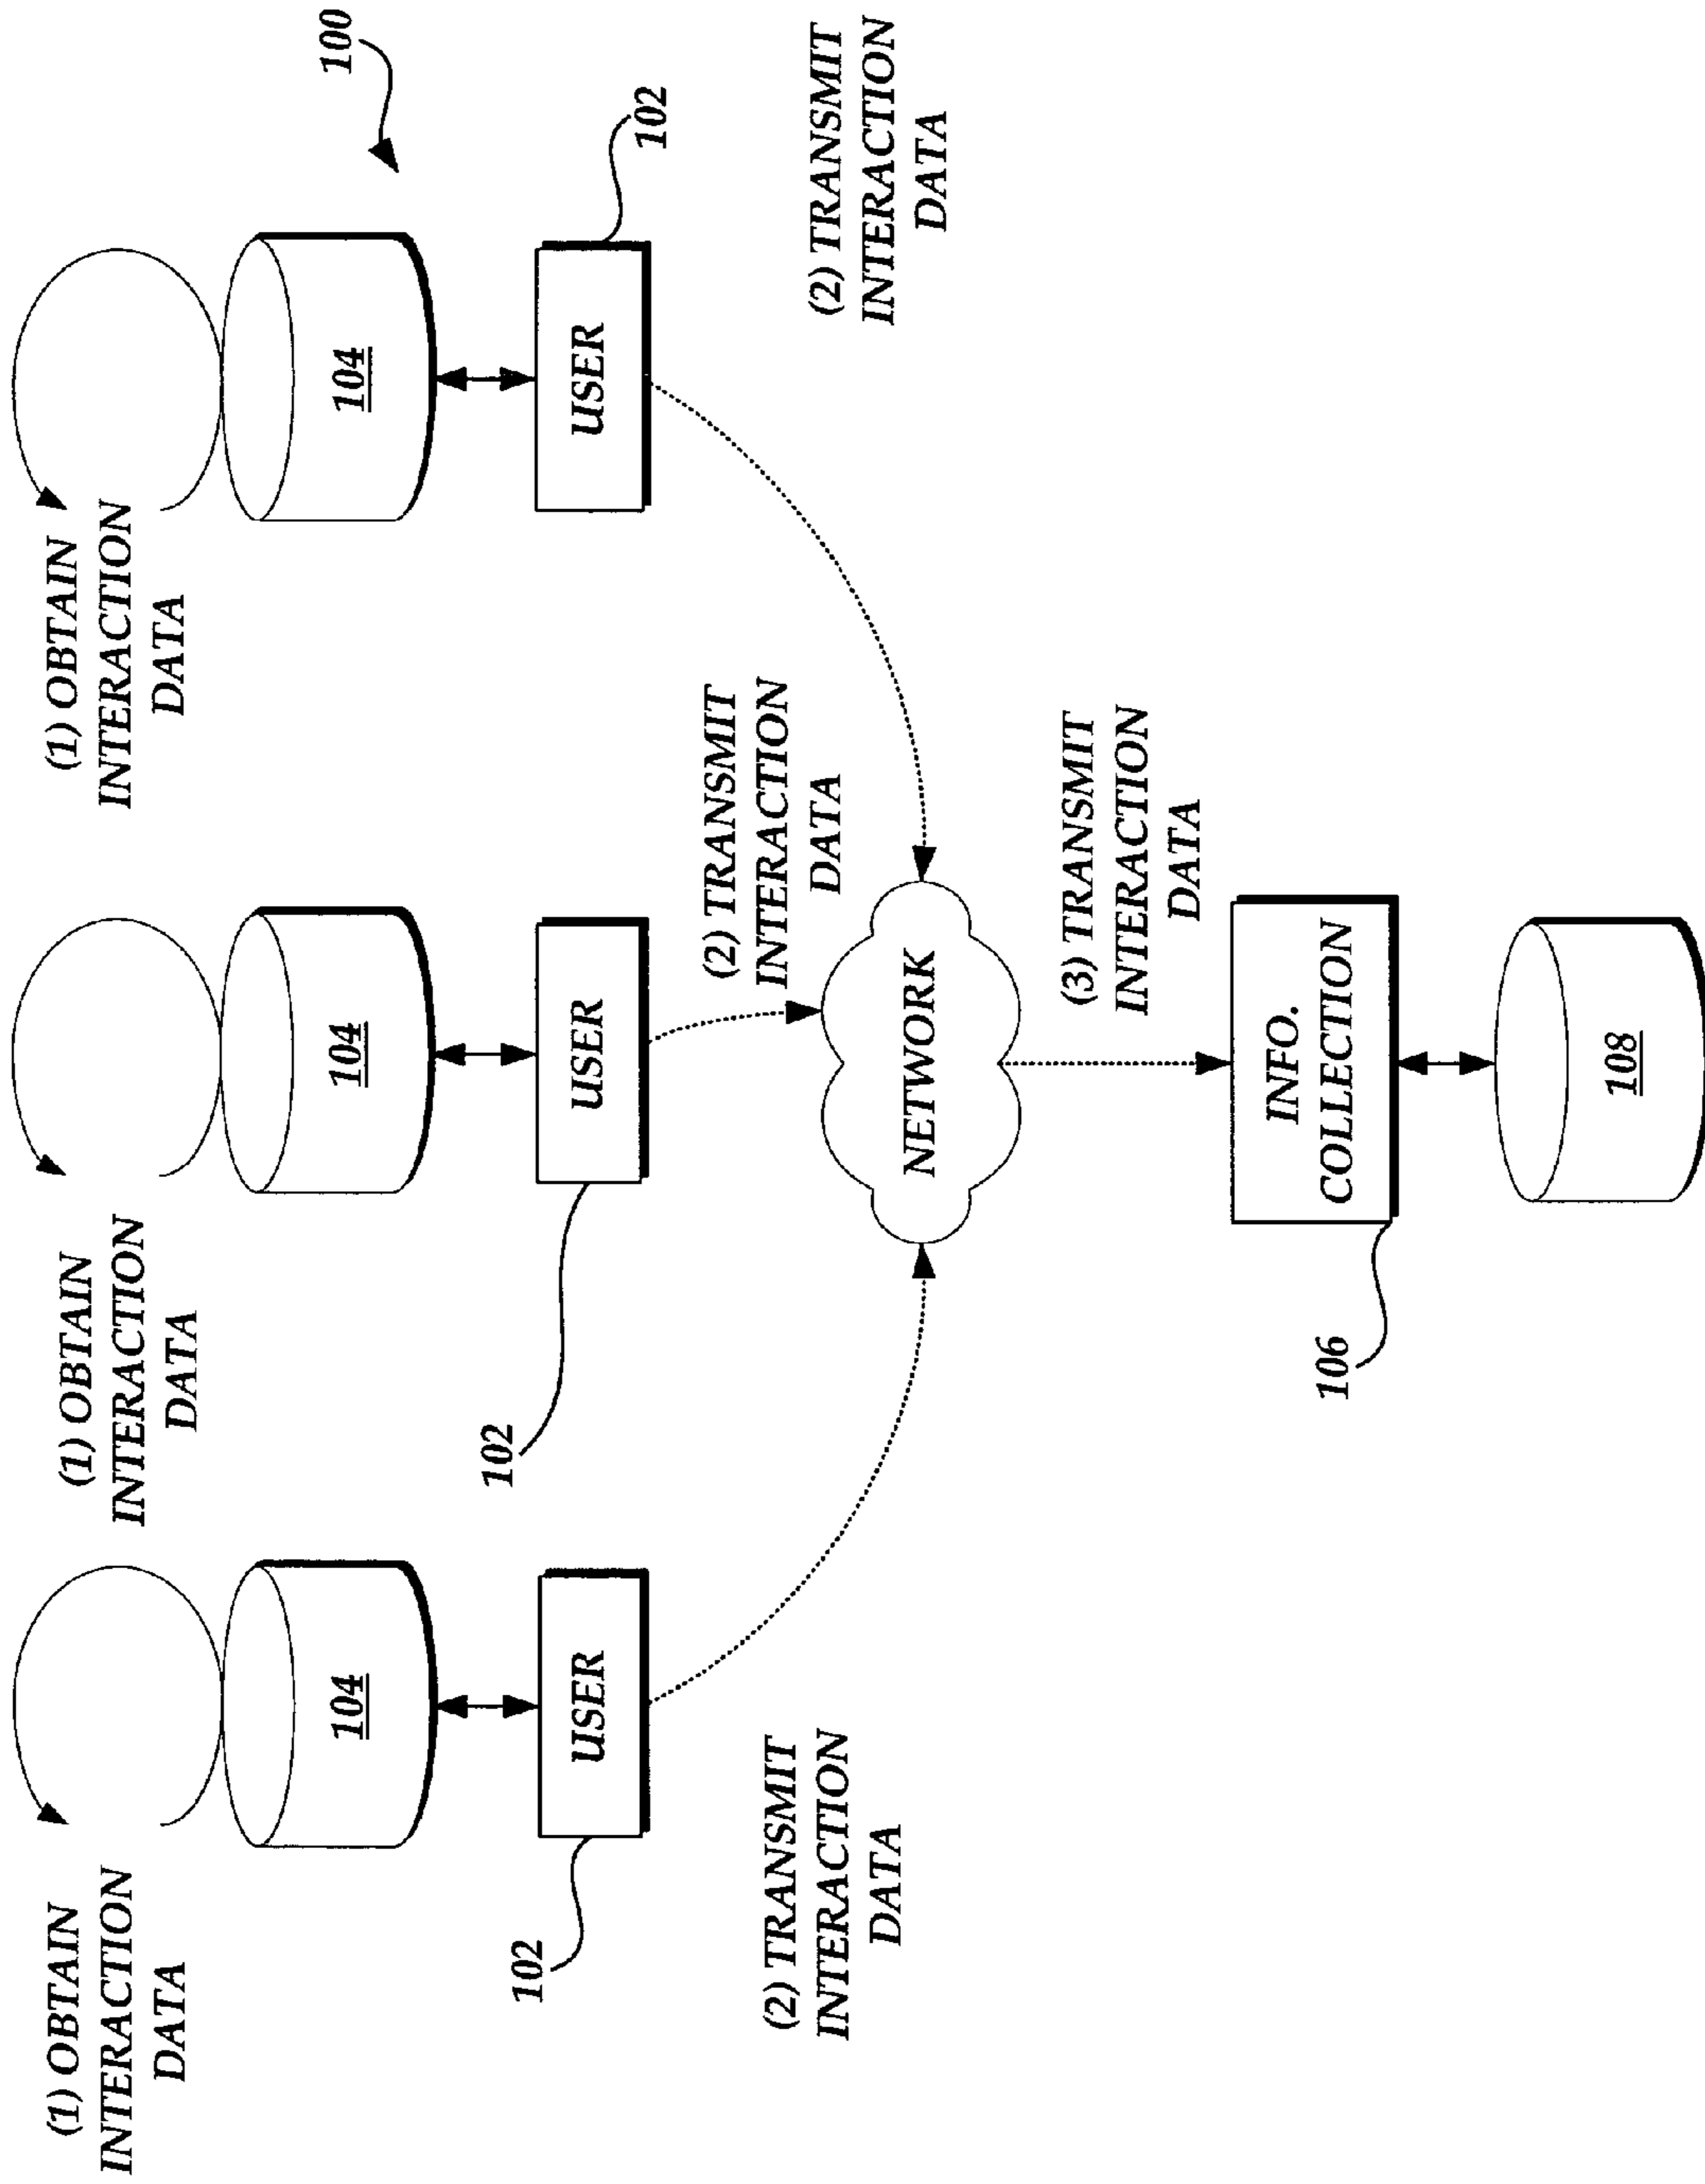 (1) OBTAIN
INTERACTION
DATA
(1) OBTAIN
INTERACTION
DATA
(1) OBTAIN
INTERACTION
DATA
100
104
104
104
102
USER
102
USER
USER
102
(2) TRANSMIT
INTERACTION
DATA
(2) TRANSMIT
INTERACTION
DATA
(2) TRANSMIT
INTERACTION
DATA
NETWORK
(3) TRANSMIT
INTERACTION
DATA
106
INFO.
COLLECTION
108